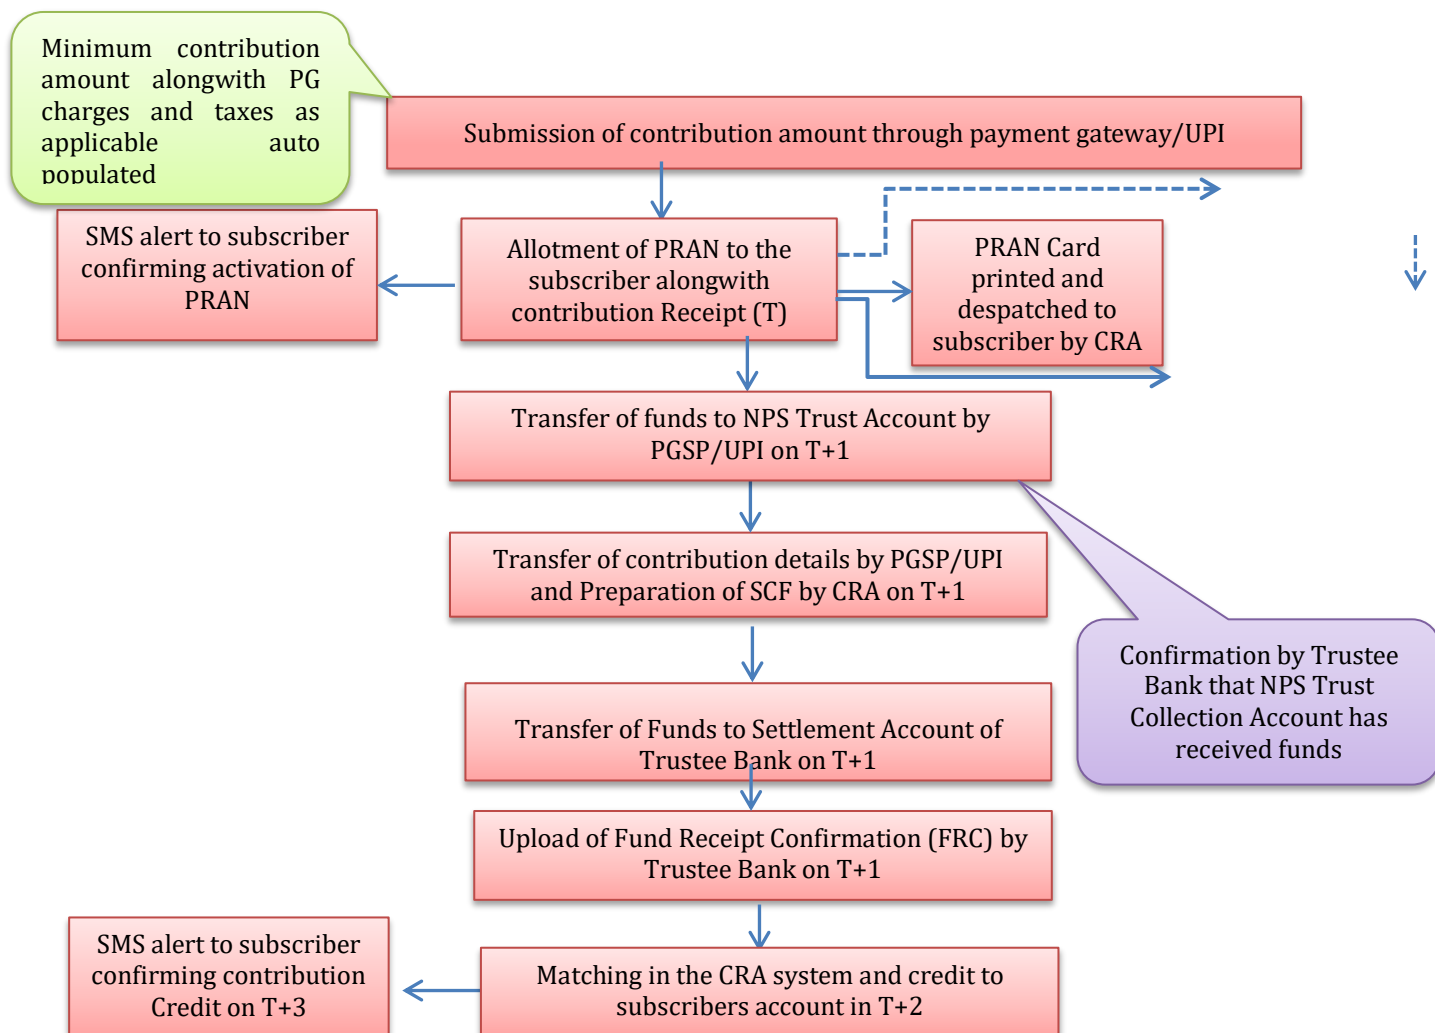 Minimum contribution
amount alongwith PG
charges and taxes as
applicable auto
populated
Submission of contribution amount through payment gateway/UPI
SMS alert to subscriber
confirming activation of
PRAN
Allotment of PRAN to the
subscriber alongwith
contribution Receipt (T)
PRAN Card
printed and
despatched to
subscriber by CRA
Transfer of funds to NPS Trust Account by
PGSP/UPI on T+1
Transfer of contribution details by PGSP/UPI
and Preparation of SCF by CRA on T+1
Confirmation by Trustee
Bank that NPS Trust
Collection Account has
received funds
Transfer of Funds to Settlement Account of
Trustee Bank on T+1
Upload of Fund Receipt Confirmation (FRC) by
Trustee Bank on T+1
SMS alert to subscriber
confirming contribution
Credit on T+3
Matching in the CRA system and credit to
subscribers account in T+2